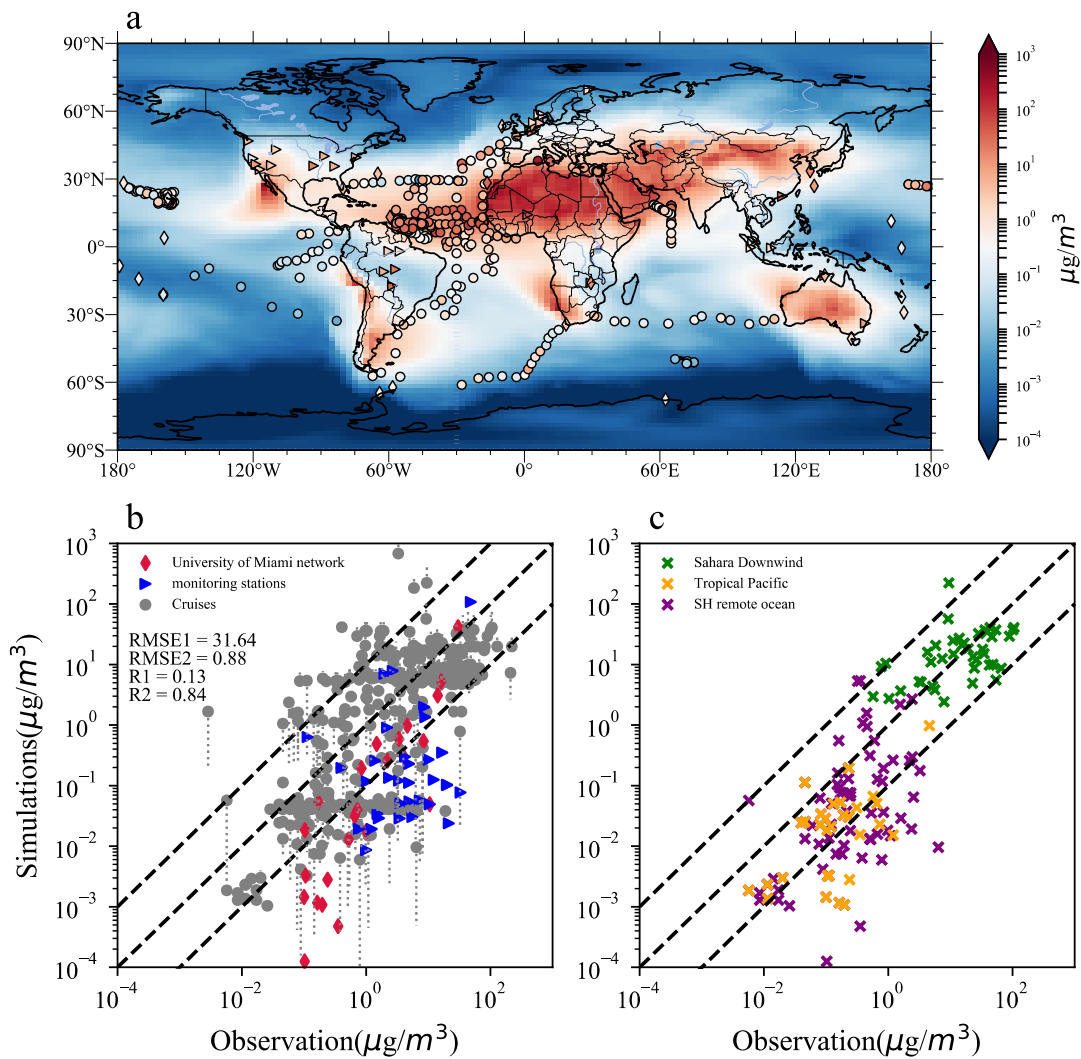 a
90°N
60°N
30°N
0°
30°S
60°S
90°S
180°
120°W
60°W
0°
60°E
120°E
180°
10³
10²
10¹
10⁰
10⁻¹
10⁻²
10⁻³
10⁻⁴
μg/m³
b
Simulations(μg/m³)
10³
10²
10¹
10⁰
10⁻¹
10⁻²
10⁻³
10⁻⁴
University of Miami network
monitoring stations
Cruises
RMSE1 = 31.64
RMSE2 = 0.88
R1 = 0.13
R2 = 0.84
10⁻⁴
10⁻²
10⁰
10²
Observation(μg/m³)
c
10³
10²
10¹
10⁰
10⁻¹
10⁻²
10⁻³
10⁻⁴
Sahara Downwind
Tropical Pacific
SH remote ocean
10⁻⁴
10⁻²
10⁰
10²
Observation(μg/m³)